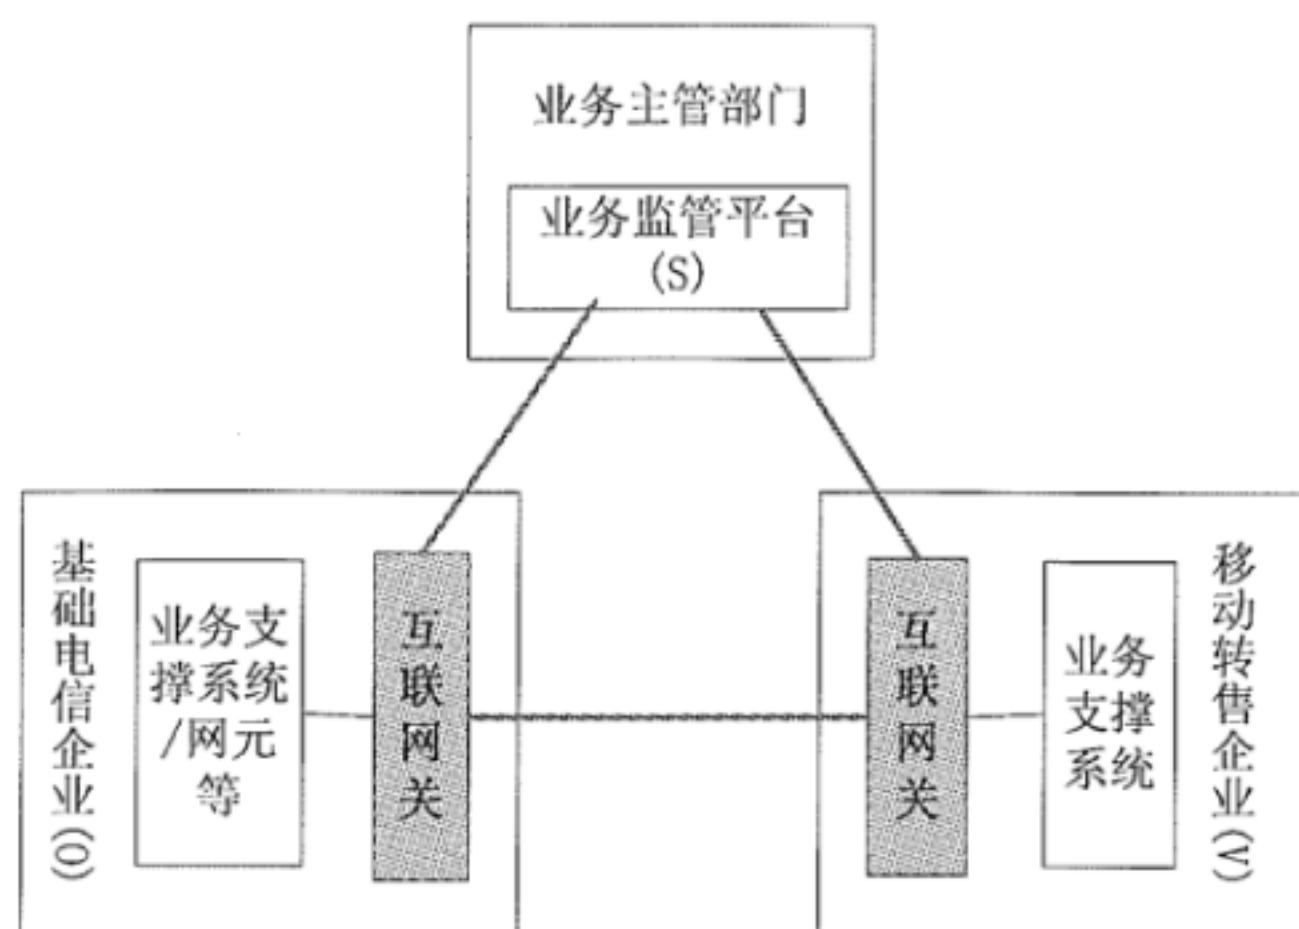 业务主管部门
业务监管平台
(S)
基础电信企业(O)
业务支
撑系统
/网元
等
互联网关
互联网关
业务
支撑
系统
移动转售企业(V)